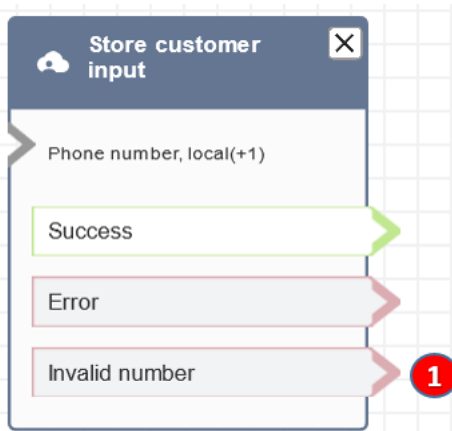 Store customer
input
Phone number, local(+1)
Success
Error
Invalid number
1